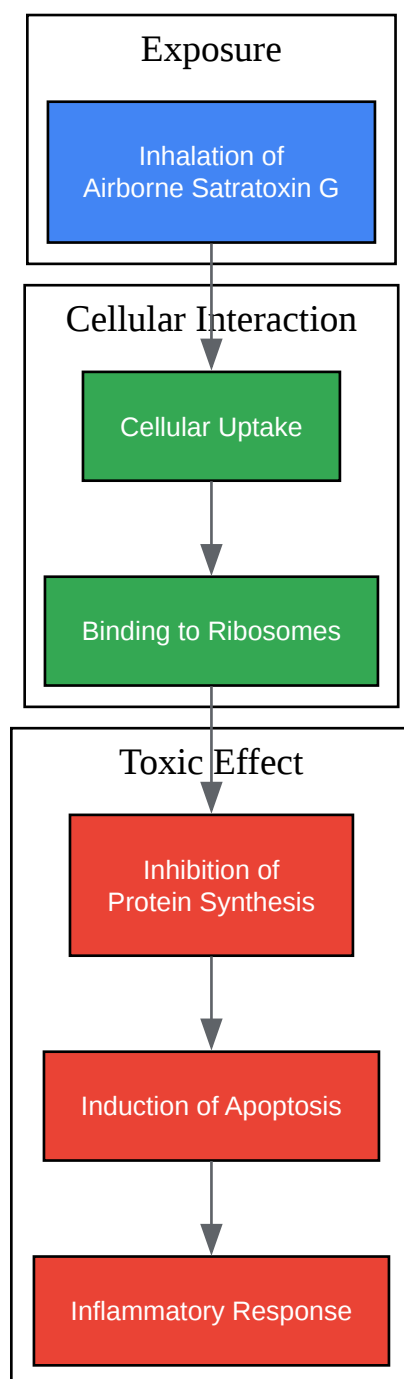 Exposure
Inhalation of
Airborne Satratoxin G
Cellular Interaction
Cellular Uptake
Binding to Ribosomes
Toxic Effect
Inhibition of
Protein Synthesis
Induction of Apoptosis
Inflammatory Response